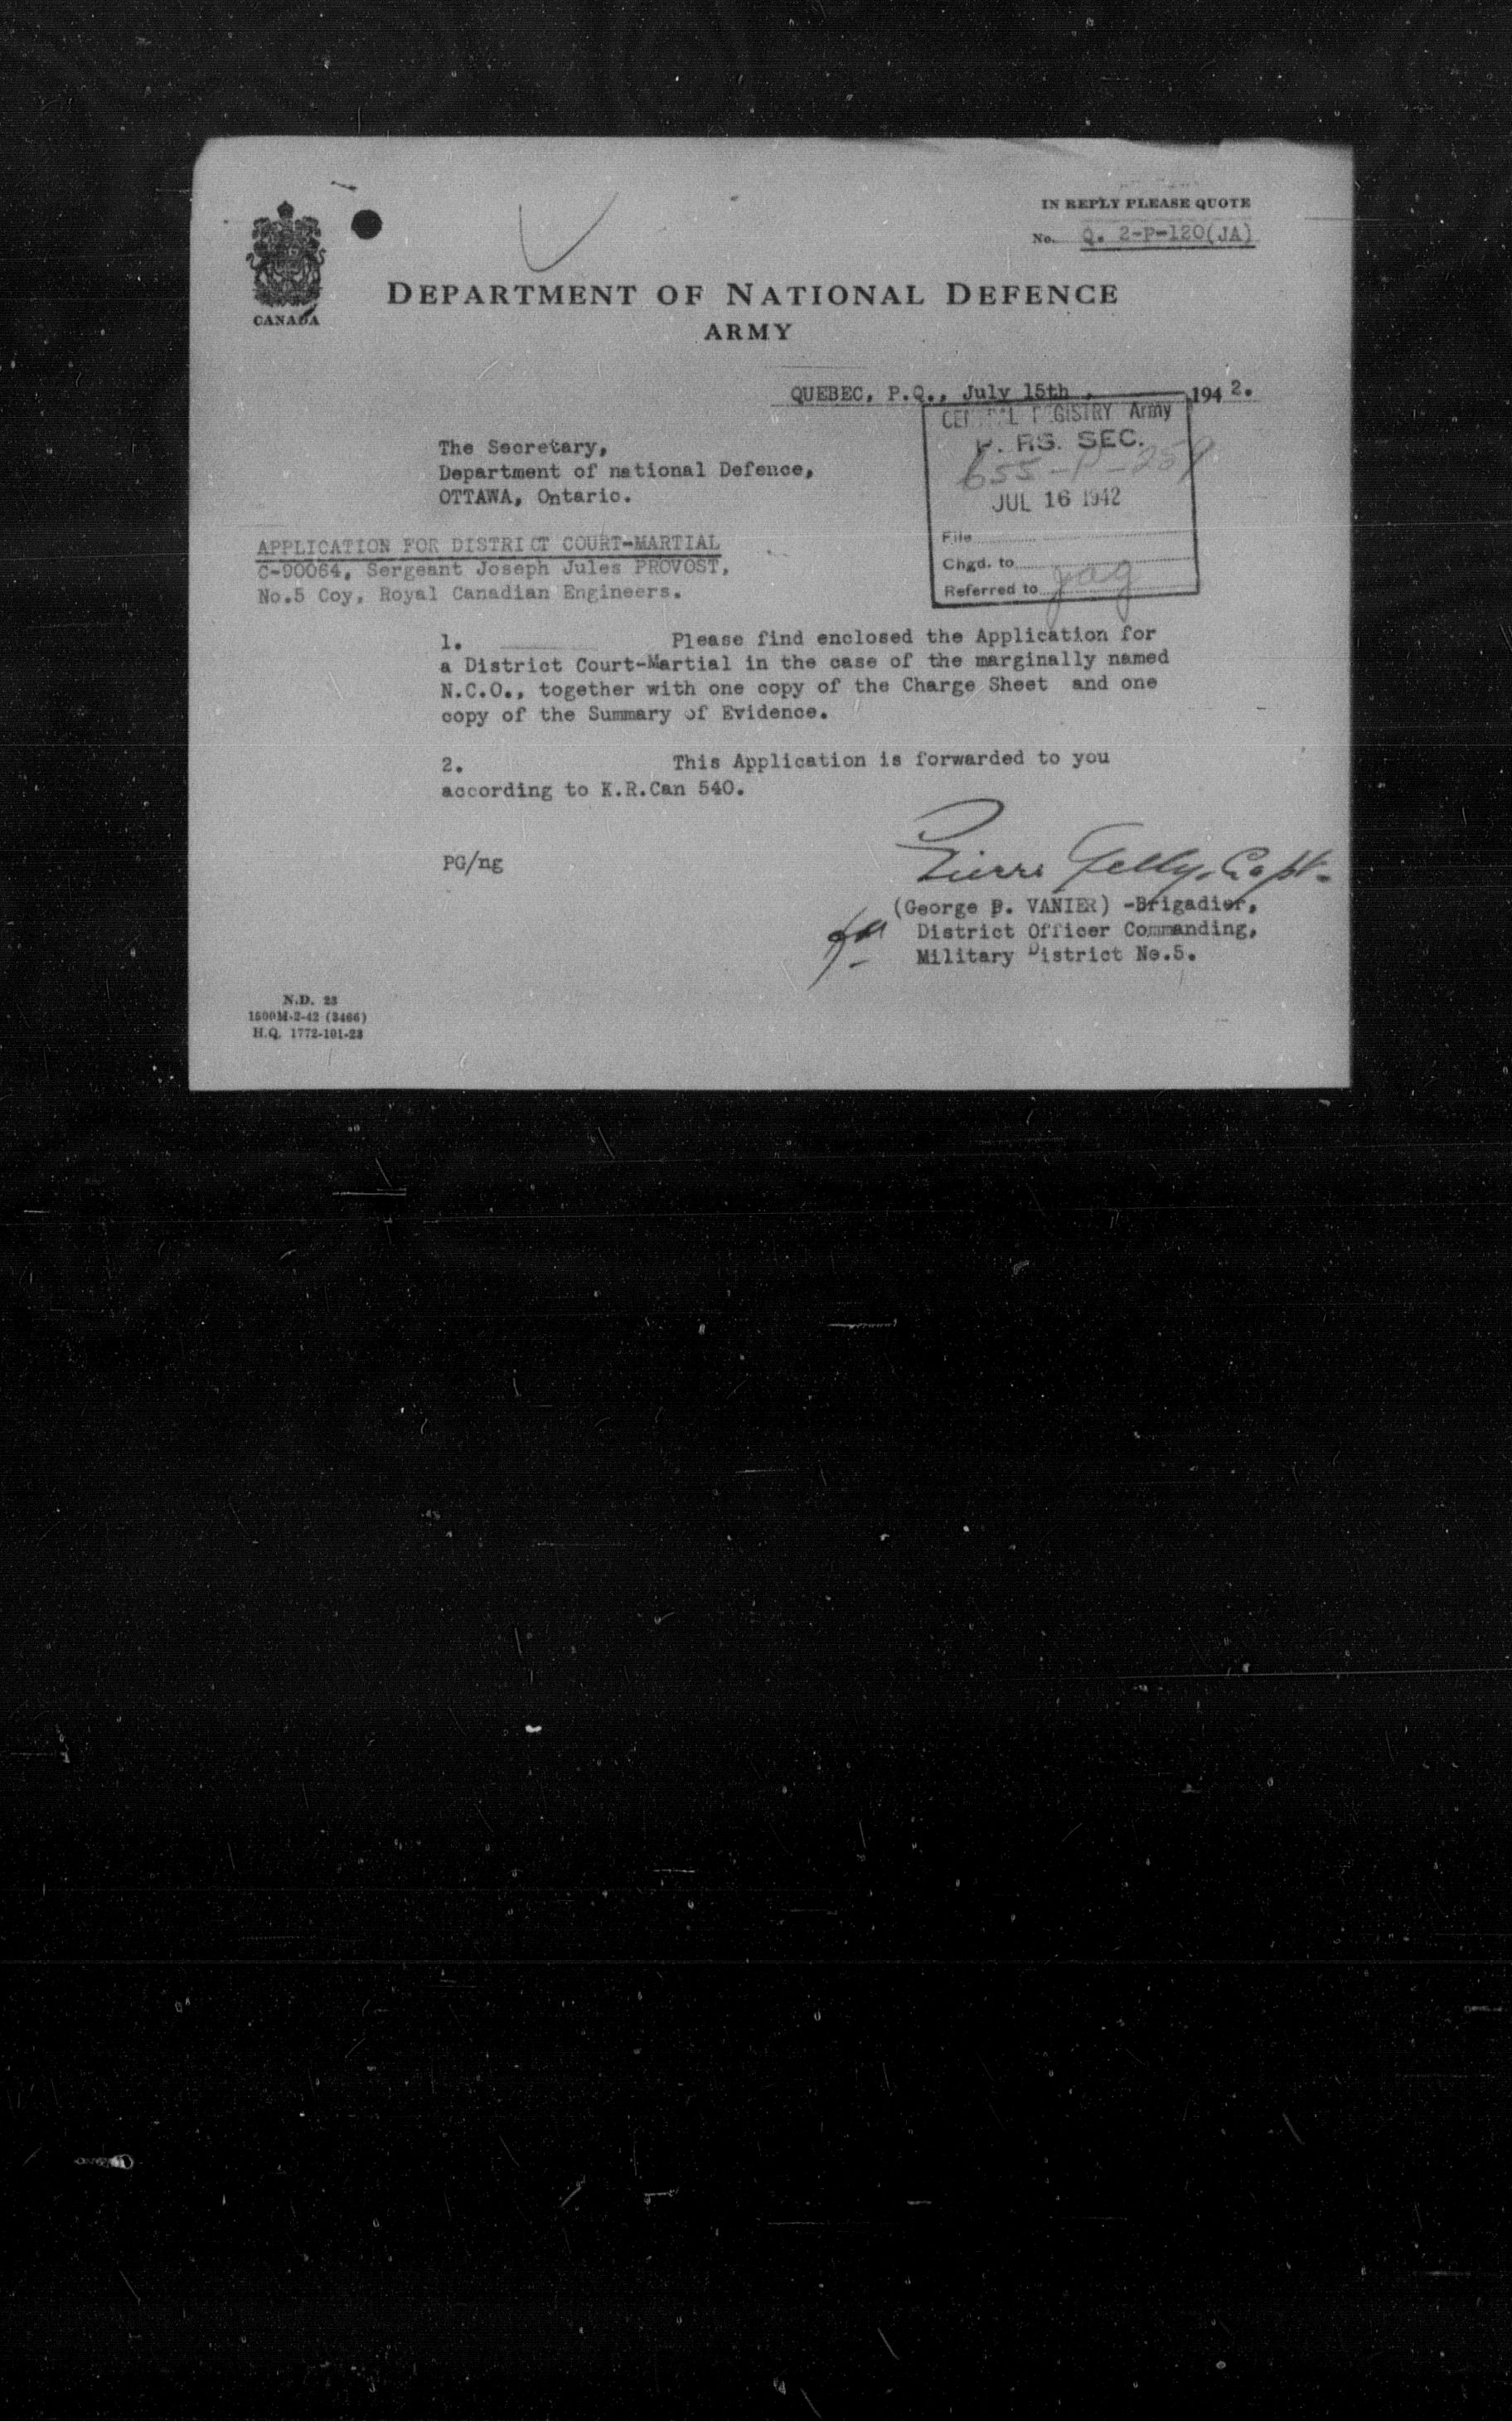 IN REPLY PLEASE QUOTE
No. Q. 2-P-120(JA)
CANADA
DEPARTMENT OF NATIONAL DEFENCE
ARMY
QUEBEC, P.Q., July 15th , 1942.
CENTRAL REGISTRY Army
P. RS. SEC.
655-P-259
JUL 16 1942
File
Chgd. to
Referred to jag
The Secretary,
Department of national Defence,
OTTAWA, Ontario.
APPLICATION FOR DISTRICT COURT-MARTIAL
C-90064, Sergeant Joseph Jules PROVOST,
No.5 Coy, Royal Canadian Engineers.
1. Please find enclosed the Application for
a District Court-Martial in the case of the marginally named
N.C.O., together with one copy of the Charge Sheet and one
copy of the Summary of Evidence.
2. This Application is forwarded to you
according to K.R.Can 540.
PG/ng
Pierre Gelly, Capt.
(George P. VANIER) -Brigadier,
for District Officer Commanding,
Military District No.5.
N.D. 23
1500M-2-42 (3466)
H.Q. 1772-101-23